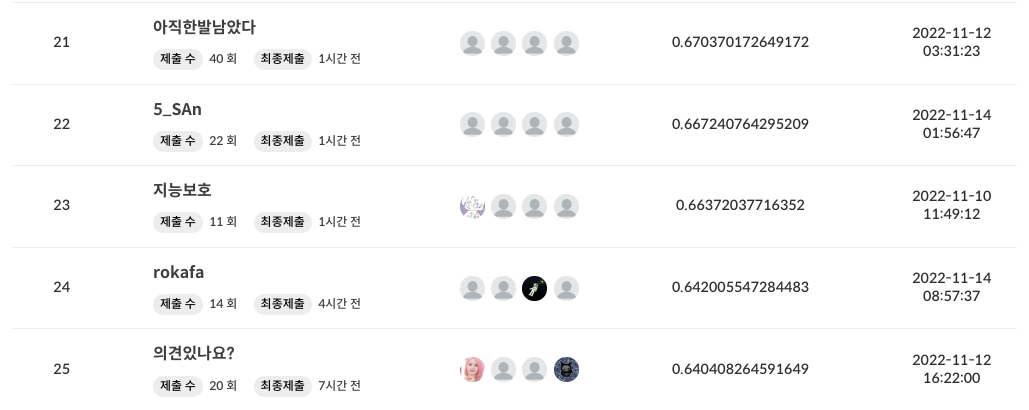 21 아직한발남았다 0.670370172649172 2022-11-12
03:31:23
제출 수 40 회 최종제출 1시간 전
22 5_SAn 0.667240764295209 2022-11-14
01:56:47
제출 수 22 회 최종제출 1시간 전
23 지능보호 0.66372037716352 2022-11-10
11:49:12
제출 수 11 회 최종제출 1시간 전
24 rokafa 0.642005547284483 2022-11-14
08:57:37
제출 수 14 회 최종제출 4시간 전
25 의견있나요? 0.640408264591649 2022-11-12
16:22:00
제출 수 20 회 최종제출 7시간 전